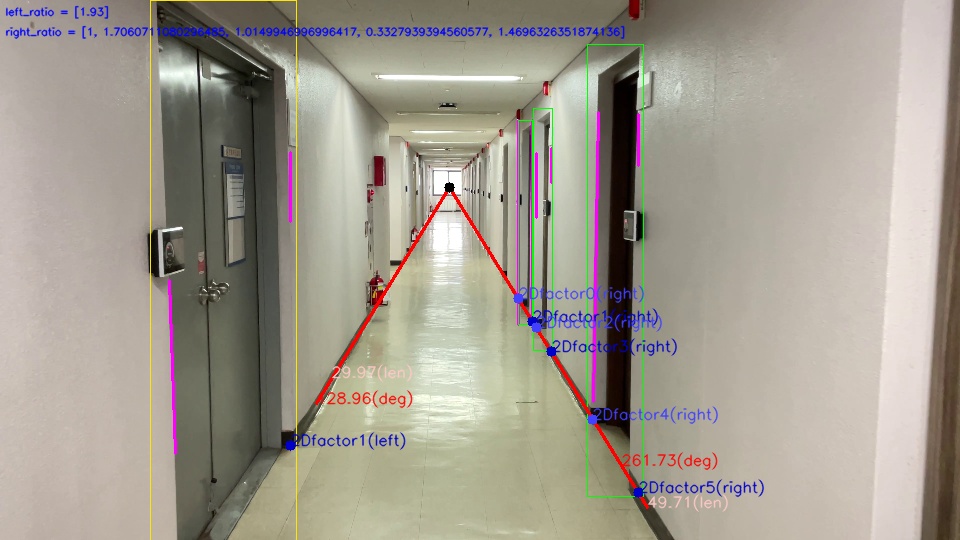 left_ratio = [1.93]
right_ratio = [1, 1.7060711080296485, 1.0149946996996417, 0.3327939394560577, 1.4696326351874136]
2Dfactor0(right)
2Dfactor1(right)
2Dfactor2(right)
2Dfactor3(right)
29.97(len)
28.96(deg)
2Dfactor4(right)
2Dfactor1(left)
261.73(deg)
2Dfactor5(right)
49.71(len)